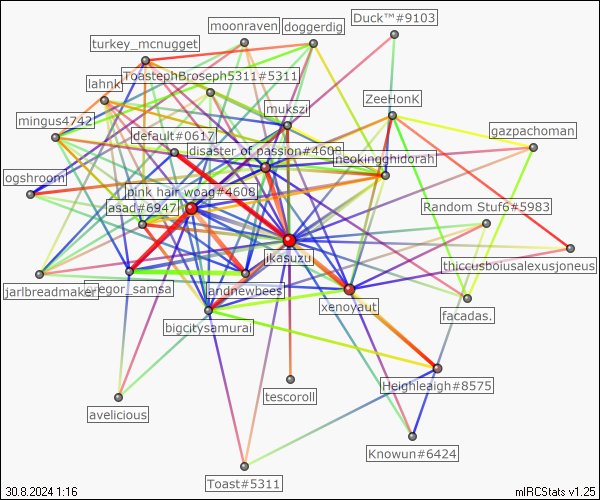 Duck™#9103
moonraven
doggerdig
turkey_mcnugget
ToastephBroseph5311#5311
lahnk
mukszi
ZeeHonK
mingus4742
default#0617
gazpachoman
disaster of passion#4609
neokingghidorah
ogshroom
pink hair woag#4608
asad#6947
Random Stuf6#5983
ikasuzu
thiccusboiusalexusjoneus
jarlbreadmaker
gregor_samsa
andnewbees
xenoyaut
facadas.
bigcitysamurai
Heighleaigh#8575
tescoroll
avelicious
Knowun#6424
Toast#5311
30.8.2024 1:16
mIRCStats v1.25